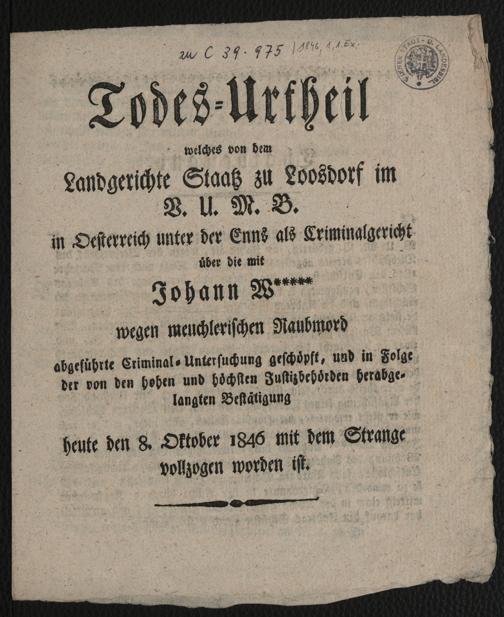 zu C 39.975 / 1846, 1,1.Ex.
Todes=Urtheil
welches von dem
Landgerichte Staatz zu Loosdorf im
V. U. M. B.
in Oesterreich unter der Enns als Criminalgericht
über die mit
Johann W*****
wegen meuchlerischen Raubmord
abgeführte Criminal=Untersuchung geschöpft, und in Folge
der von den hohen und höchsten Justizbehörden herabge-
langten Bestätigung
heute den 8. Oktober 1846 mit dem Strange
vollzogen worden ist.